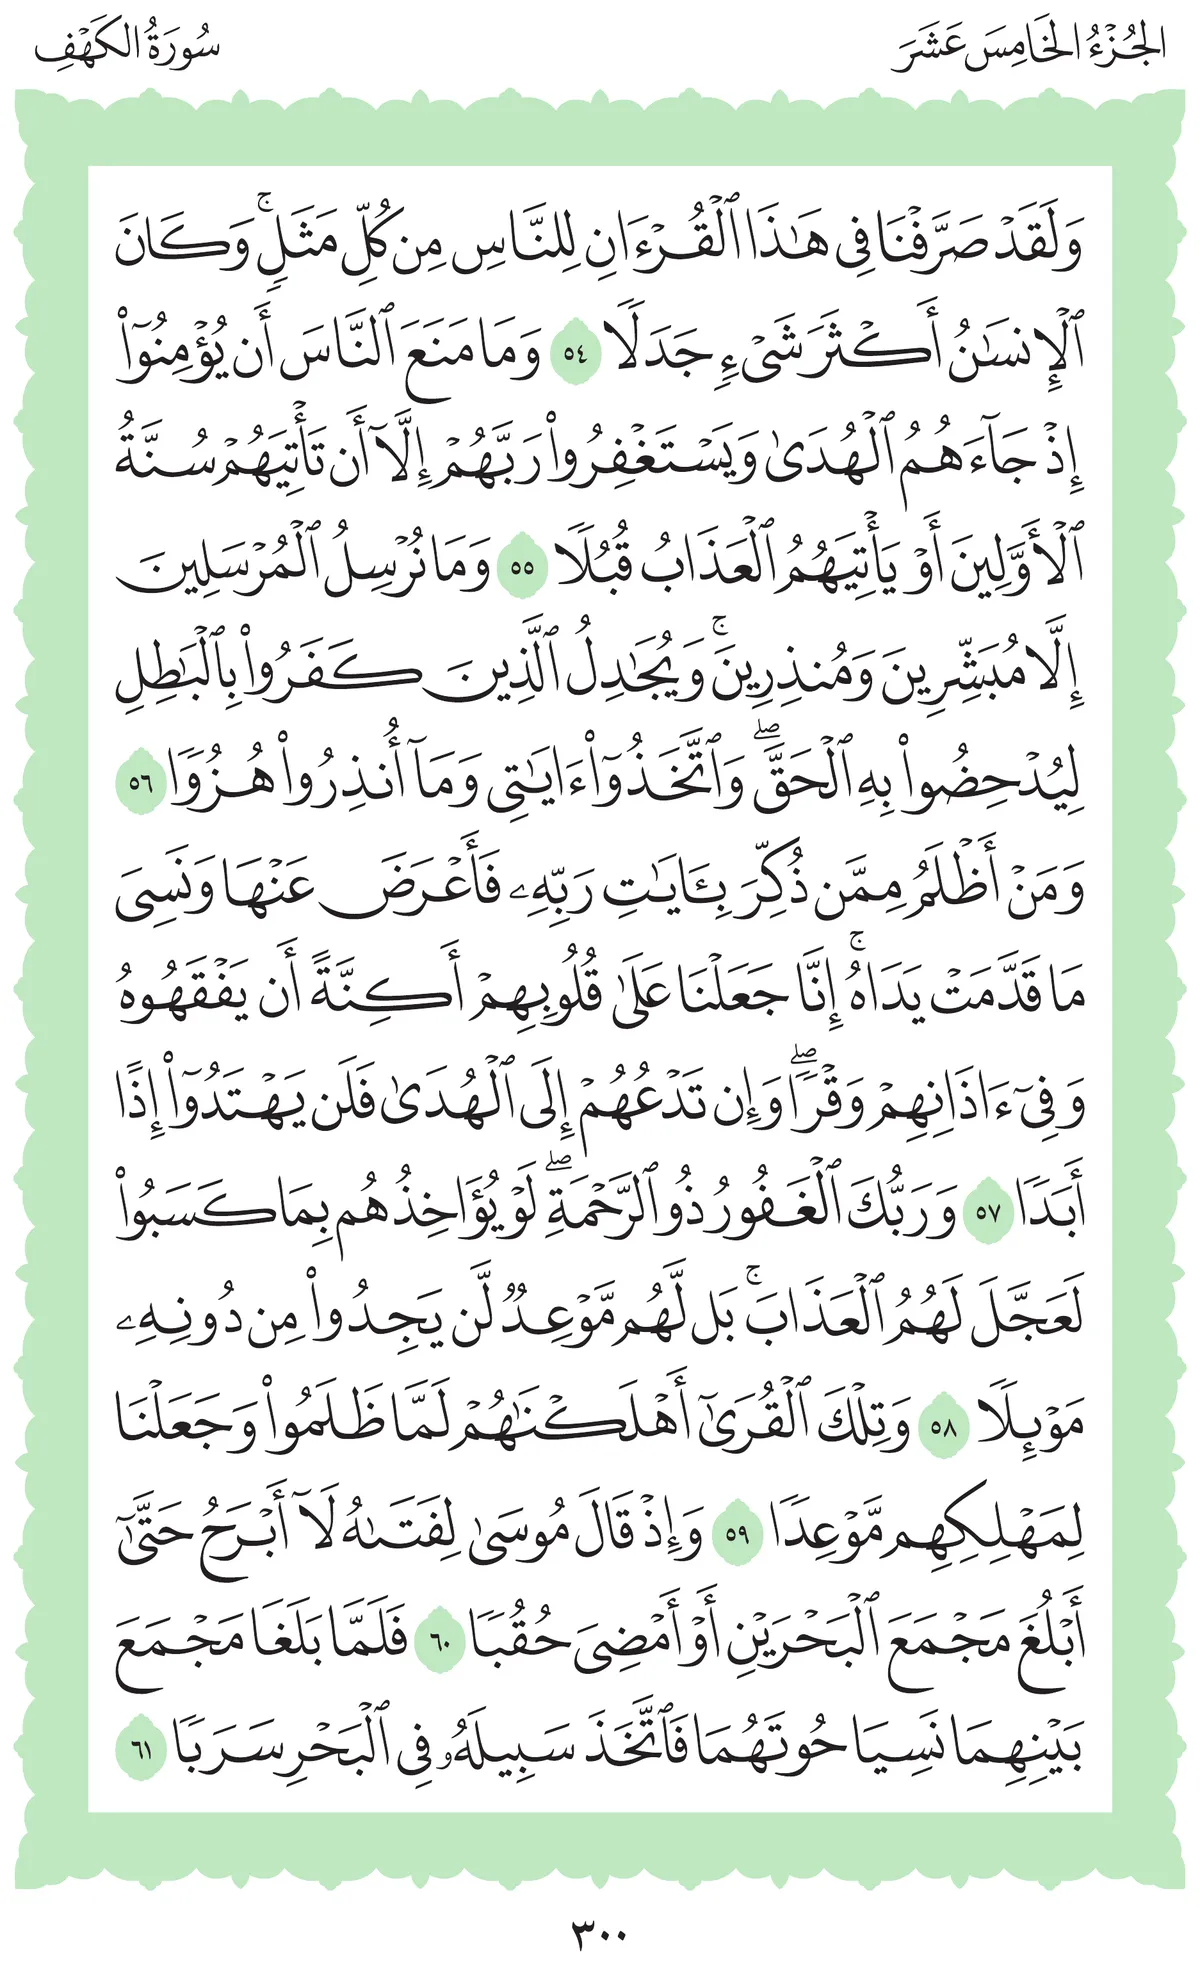 الجُزْءُ الخَامِسَ عَشَرَ
سُورَةُ الكَهْفِ
وَلَقَدْ صَرَّفْنَا فِي هَـٰذَا ٱلْقُرْءَانِ لِلنَّاسِ مِن كُلِّ مَثَلٍۚ وَكَانَ
ٱلْإِنسَـٰنُ أَكْثَرَ شَىْءٍ جَدَلًا ٥٤ وَمَا مَنَعَ ٱلنَّاسَ أَن يُؤْمِنُوٓا۟
إِذْ جَآءَهُمُ ٱلْهُدَىٰ وَيَسْتَغْفِرُوا۟ رَبَّهُمْ إِلَّآ أَن تَأْتِيَهُمْ سُنَّةُ
ٱلْأَوَّلِينَ أَوْ يَأْتِيَهُمُ ٱلْعَذَابُ قُبُلًا ٥٥ وَمَا نُرْسِلُ ٱلْمُرْسَلِينَ
إِلَّا مُبَشِّرِينَ وَمُنذِرِينَۚ وَيُجَـٰدِلُ ٱلَّذِينَ كَفَرُوا۟ بِٱلْبَـٰطِلِ
لِيُدْحِضُوا۟ بِهِ ٱلْحَقَّۖ وَٱتَّخَذُوٓا۟ ءَايَـٰتِى وَمَآ أُنذِرُوا۟ هُزُوًا ٥٦
وَمَنْ أَظْلَمُ مِمَّن ذُكِّرَ بِـَٔايَـٰتِ رَبِّهِۦ فَأَعْرَضَ عَنْهَا وَنَسِىَ
مَا قَدَّمَتْ يَدَاهُۚ إِنَّا جَعَلْنَا عَلَىٰ قُلُوبِهِمْ أَكِنَّةً أَن يَفْقَهُوهُ
وَفِىٓ ءَاذَانِهِمْ وَقْرًاۖ وَإِن تَدْعُهُمْ إِلَى ٱلْهُدَىٰ فَلَن يَهْتَدُوٓا۟ إِذًا
أَبَدًا ٥٧ وَرَبُّكَ ٱلْغَفُورُ ذُو ٱلرَّحْمَةِۖ لَوْ يُؤَاخِذُهُم بِمَا كَسَبُوا۟
لَعَجَّلَ لَهُمُ ٱلْعَذَابَۚ بَل لَّهُم مَّوْعِدٌ لَّن يَجِدُوا۟ مِن دُونِهِۦ
مَوْئِلًا ٥٨ وَتِلْكَ ٱلْقُرَىٰٓ أَهْلَكْنَـٰهُمْ لَمَّا ظَلَمُوا۟ وَجَعَلْنَا
لِمَهْلِكِهِم مَّوْعِدًا ٥٩ وَإِذْ قَالَ مُوسَىٰ لِفَتَىٰهُ لَآ أَبْرَحُ حَتَّىٰٓ
أَبْلُغَ مَجْمَعَ ٱلْبَحْرَيْنِ أَوْ أَمْضِىَ حُقُبًا ٦٠ فَلَمَّا بَلَغَا مَجْمَعَ
بَيْنِهِمَا نَسِيَا حُوتَهُمَا فَٱتَّخَذَ سَبِيلَهُۥ فِى ٱلْبَحْرِ سَرَبًا ٦١
٣٠٠